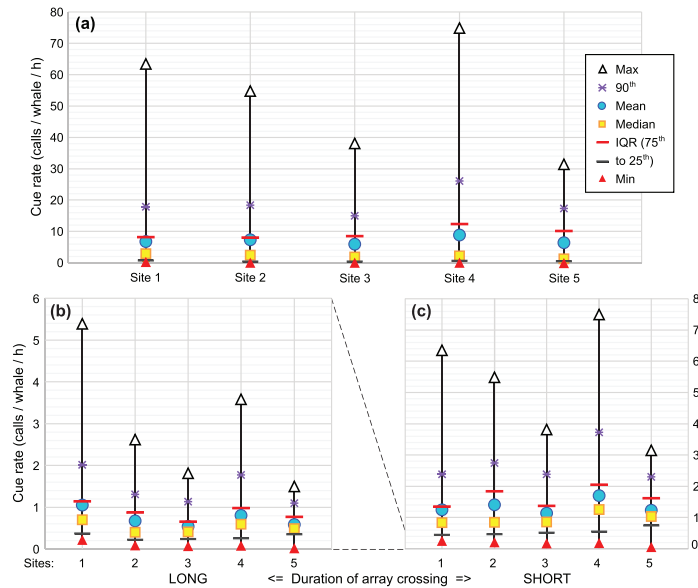 (a)
Cue rate (calls / whale / h)
80
70
60
50
40
30
20
10
0
Site 1 Site 2 Site 3 Site 4 Site 5
Max
90th
Mean
Median
IQR (75th
to 25th)
Min
(b)
Cue rate (calls / whale / h)
6
5
4
3
2
1
0
Sites: 1 2 3 4 5
(c)
8
7
6
5
4
3
2
1
0
1 2 3 4 5
LONG <= Duration of array crossing => SHORT